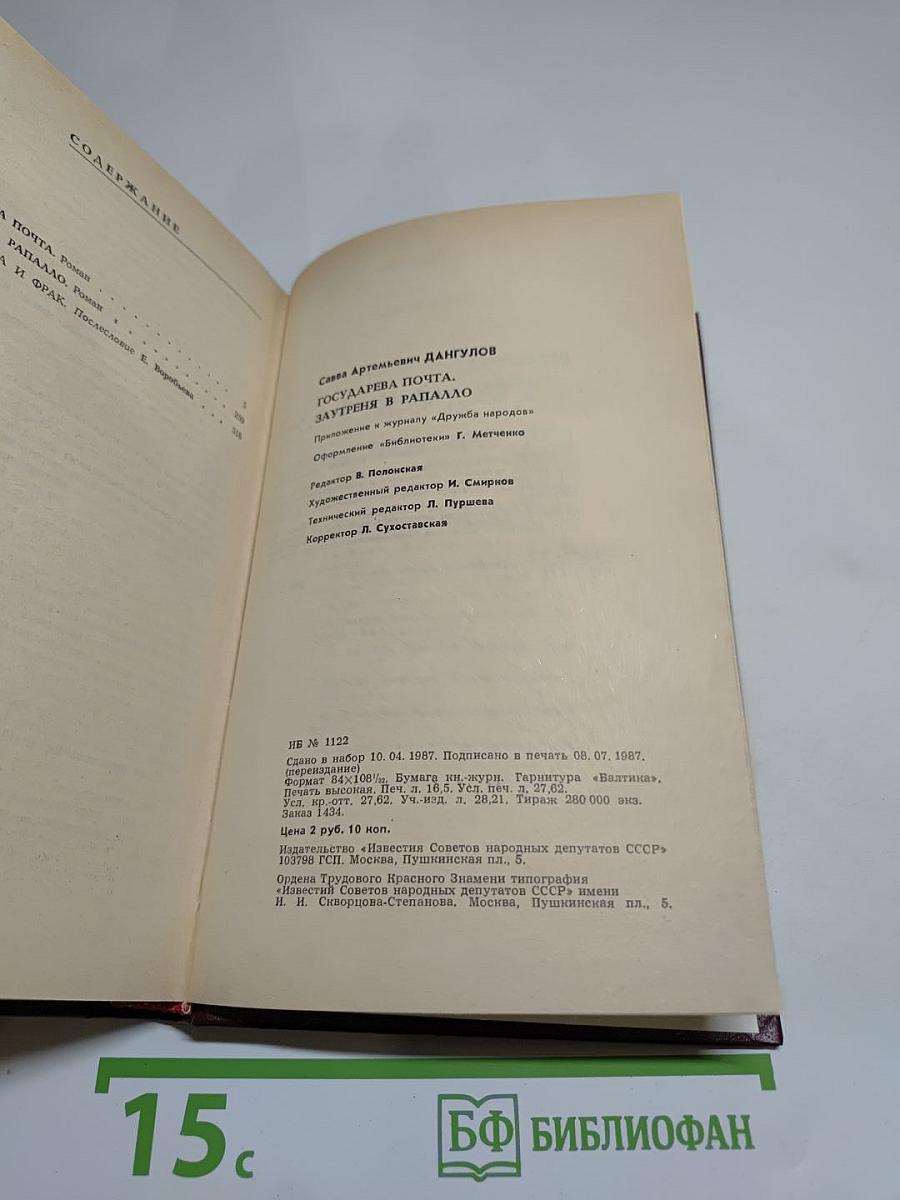 СОДЕРЖАНИЕ
А ПОЧТА. Роман . . . . . . . 5
РАПАЛЛО. Роман . . . . . . . 259
А И ФРАК. Послесловие Е. Воробьева . . .
Савва Артемьевич ДАНГУЛОВ
ГОСУДАРЕВА ПОЧТА.
ЗАУТРЕНЯ В РАПАЛЛО
Приложение к журналу «Дружба народов»
Оформление «Библиотеки» Г. Метченко
Редактор В. Полонская
Художественный редактор И. Смирнов
Технический редактор Л. Пуршева
Корректор Л. Сухоставская
ИБ № 1122
Сдано в набор 10. 04. 1987. Подписано в печать 08. 07. 1987.
(переиздание)
Формат 84×108¹/₃₂. Бумага кн.-журн. Гарнитура «Балтика».
Печать высокая. Печ. л. 16,5. Усл. печ. л. 27,62.
Усл. кр.-отт. 27,62. Уч.-изд. л. 28,21. Тираж 280 000 экз.
Заказ 1434.
Цена 2 руб. 10 коп.
Издательство «Известия Советов народных депутатов СССР»
103798 ГСП. Москва, Пушкинская пл., 5.
Ордена Трудового Красного Знамени типография
«Известий Советов народных депутатов СССР» имени
И. И. Скворцова-Степанова. Москва, Пушкинская пл., 5.
15 с
БФ БИБЛИОФАН